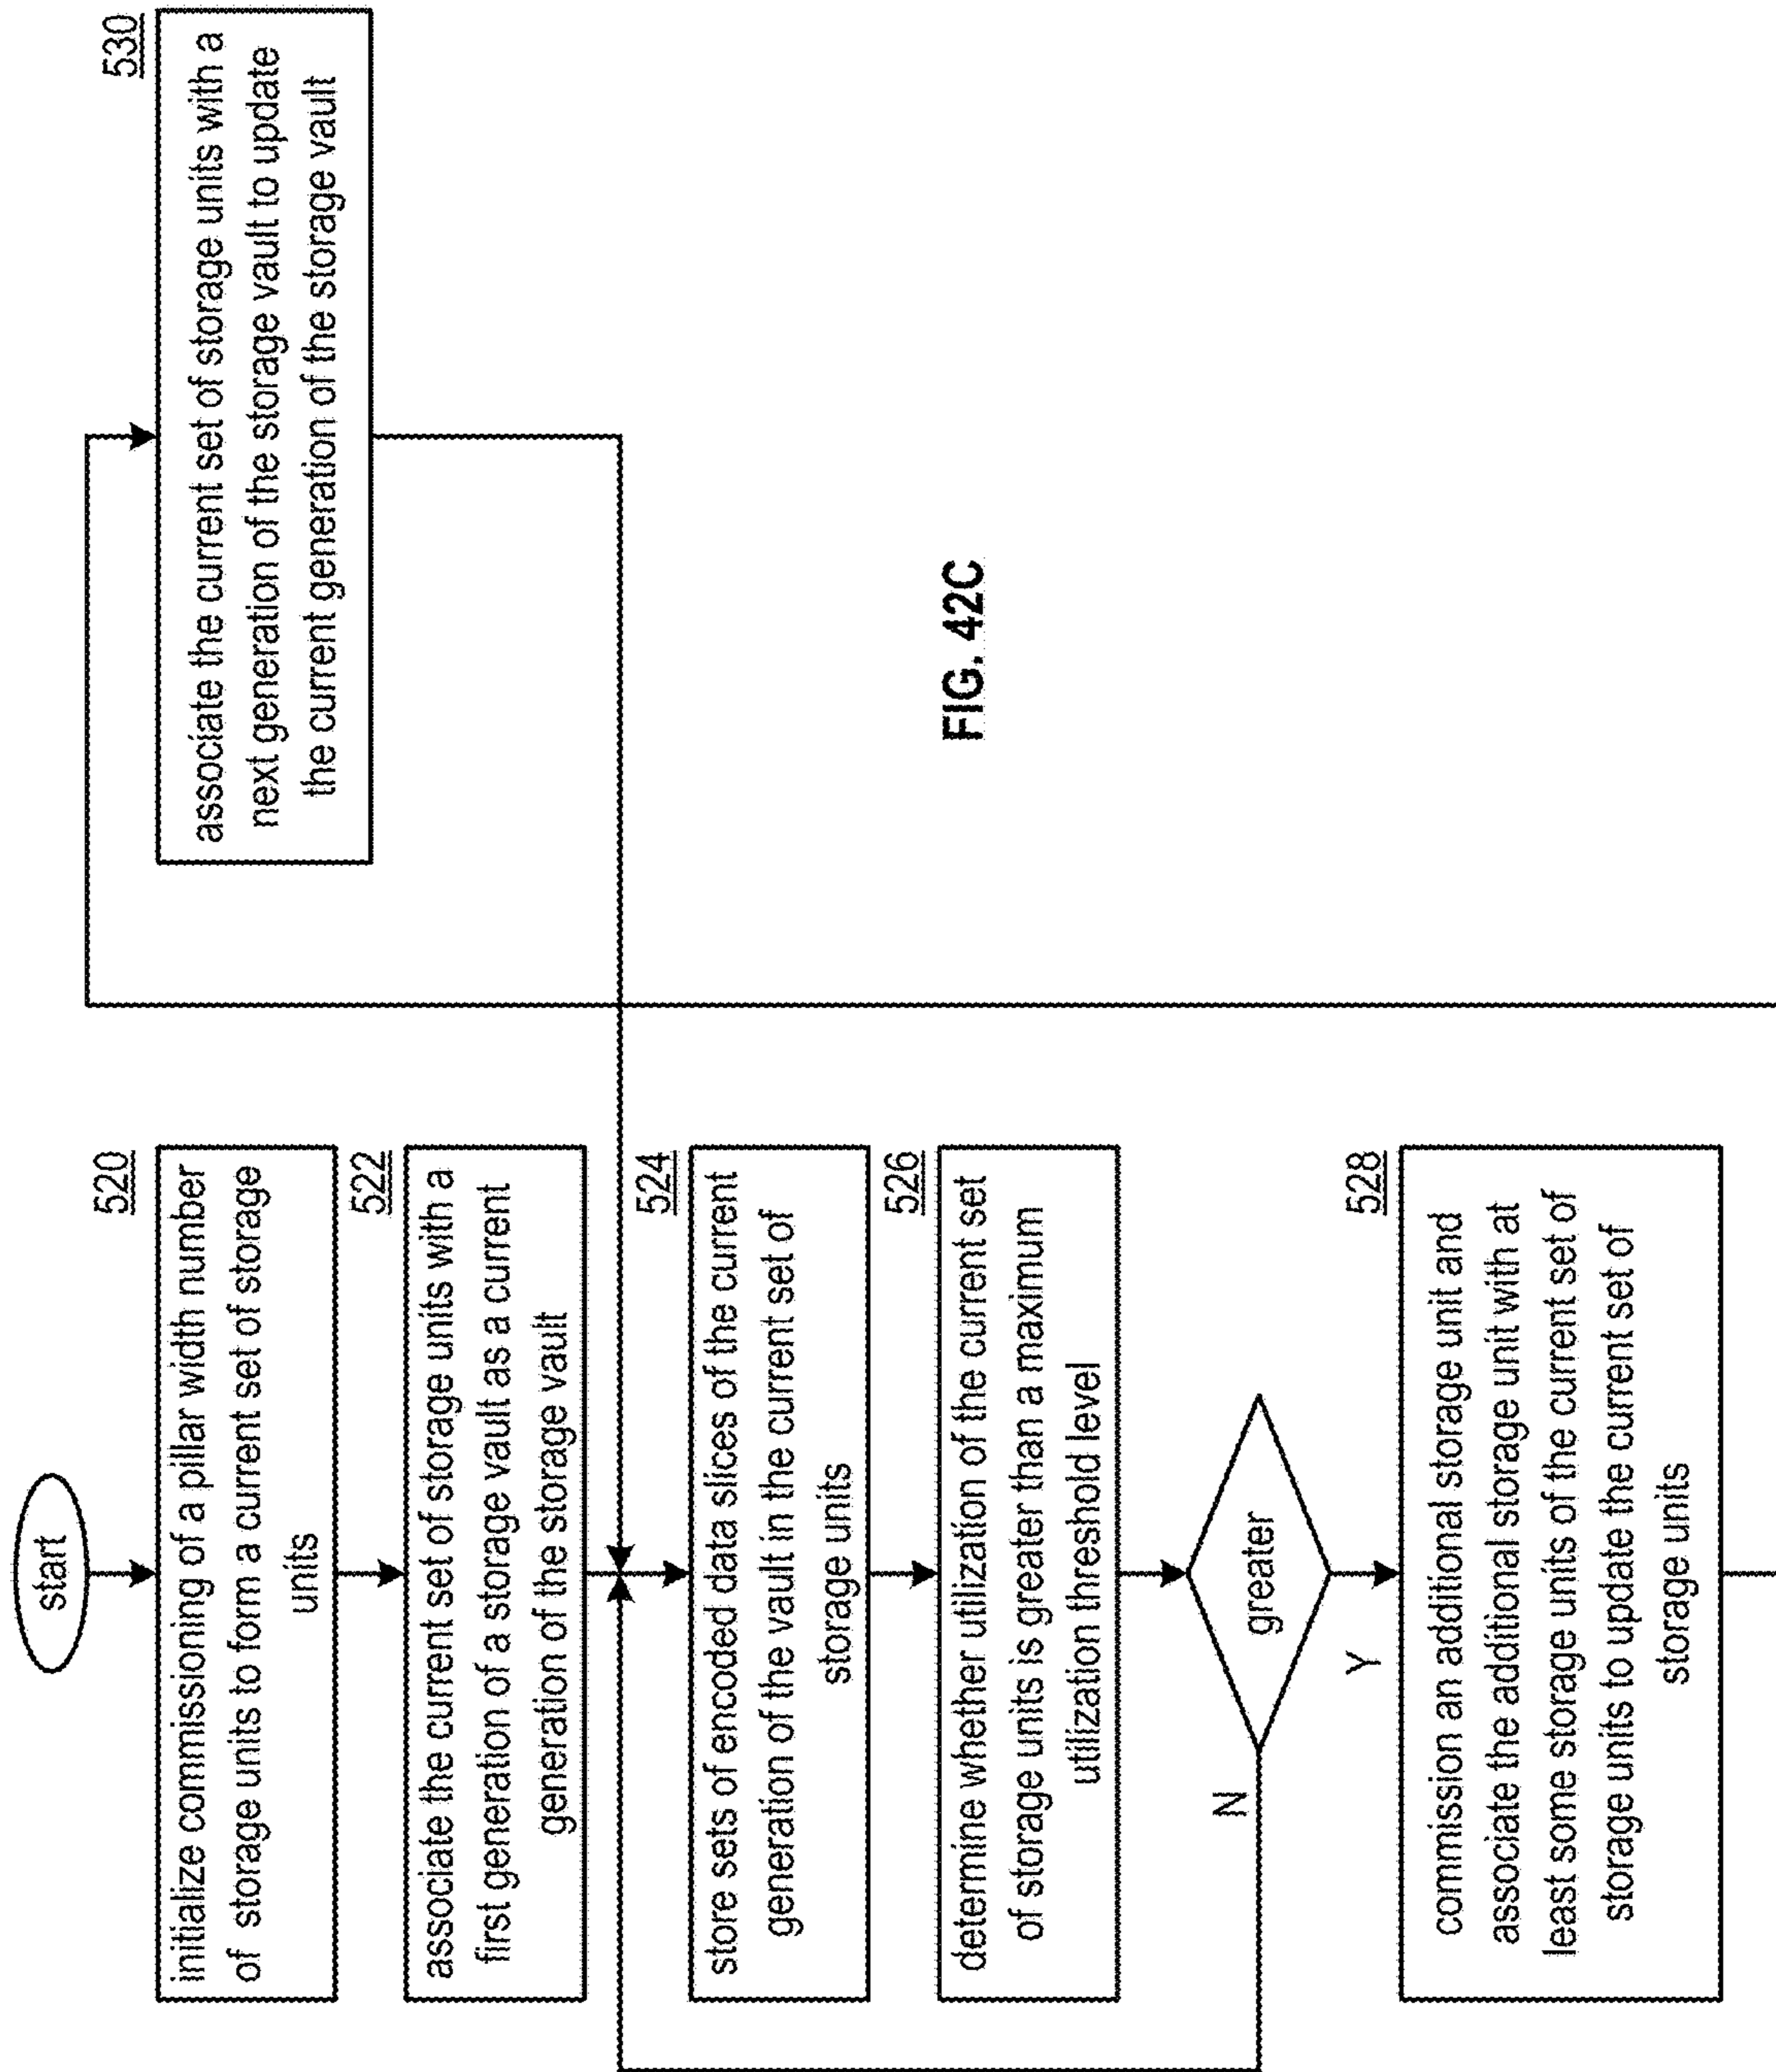 start
520
initialize commissioning of a pillar width number
of storage units to form a current set of storage
units
522
associate the current set of storage units with a
first generation of a storage vault as a current
generation of the storage vault
524
store sets of encoded data slices of the current
generation of the vault in the current set of
storage units
526
determine whether utilization of the current set
of storage units is greater than a maximum
utilization threshold level
greater
N
Y
528
commission an additional storage unit and
associate the additional storage unit with at
least some storage units of the current set of
storage units to update the current set of
storage units
530
associate the current set of storage units with a
next generation of the storage vault to update
the current generation of the storage vault
FIG. 42C